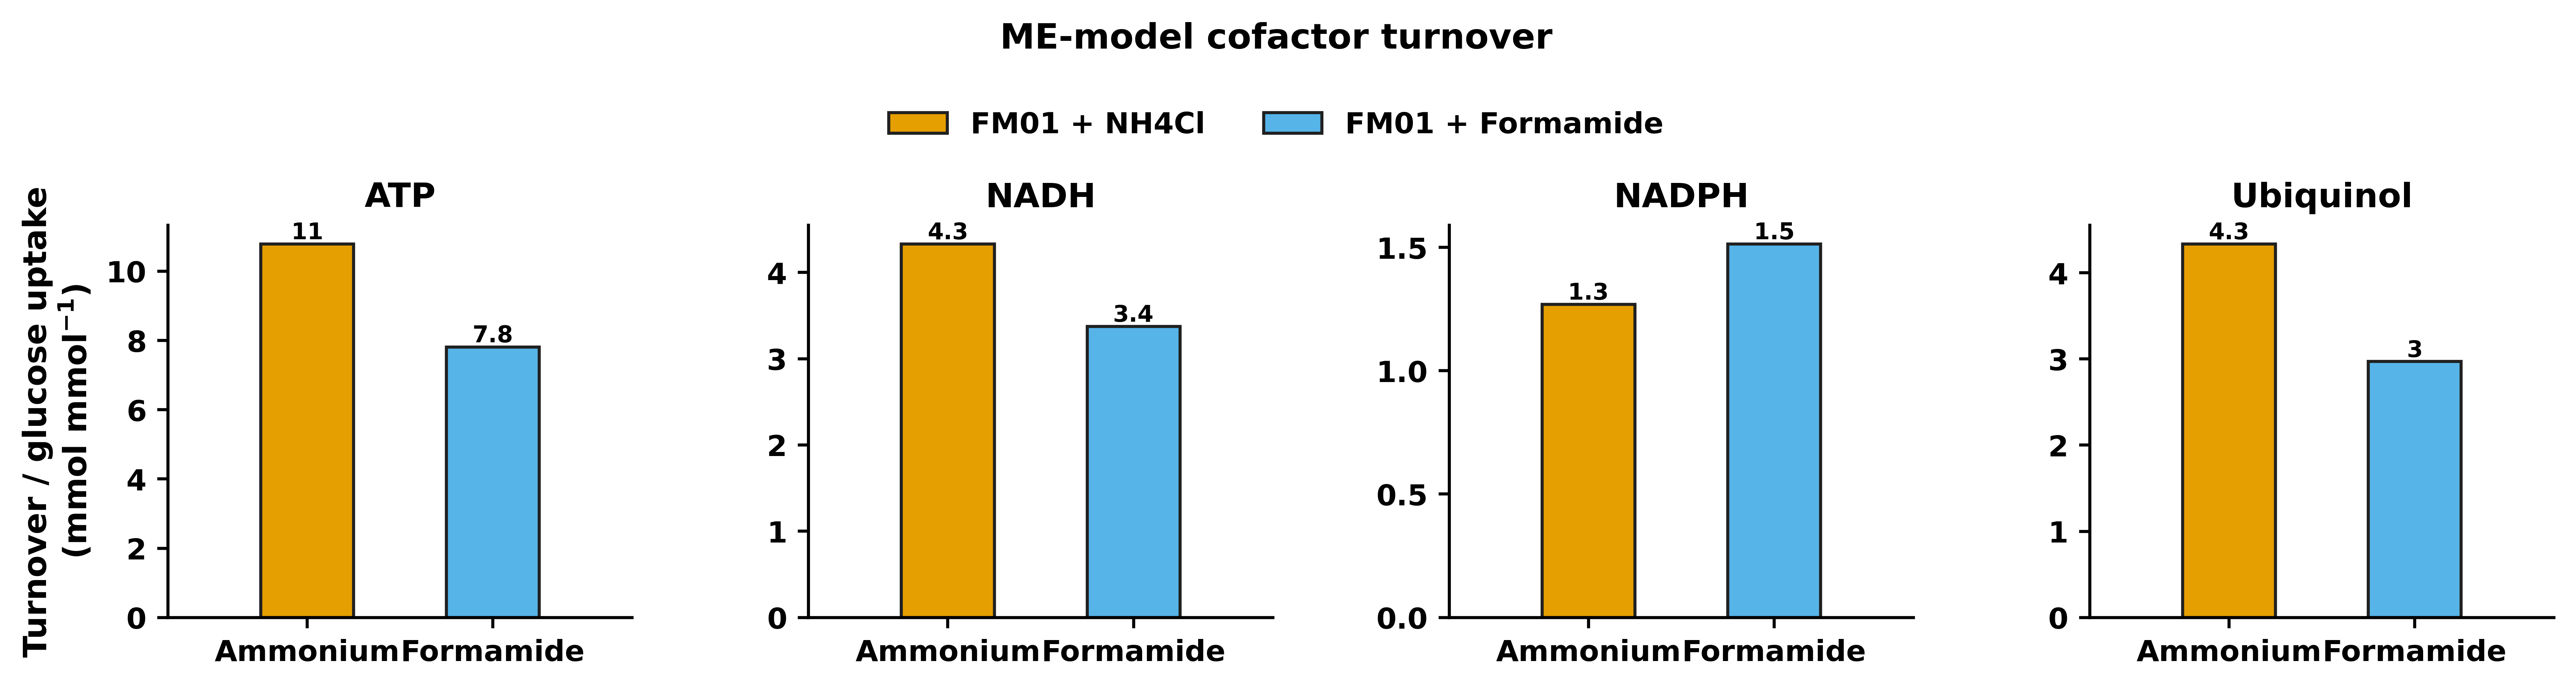 ME-model cofactor turnover
FM01 + NH4Cl FM01 + Formamide
Turnover / glucose uptake
(mmol mmol⁻¹)
ATP
10
8
6
4
2
0
11
7.8
Ammonium Formamide
NADH
4
3
2
1
0
4.3
3.4
Ammonium Formamide
NADPH
1.5
1.0
0.5
0.0
1.3
1.5
Ammonium Formamide
Ubiquinol
4
3
2
1
0
4.3
3
Ammonium Formamide